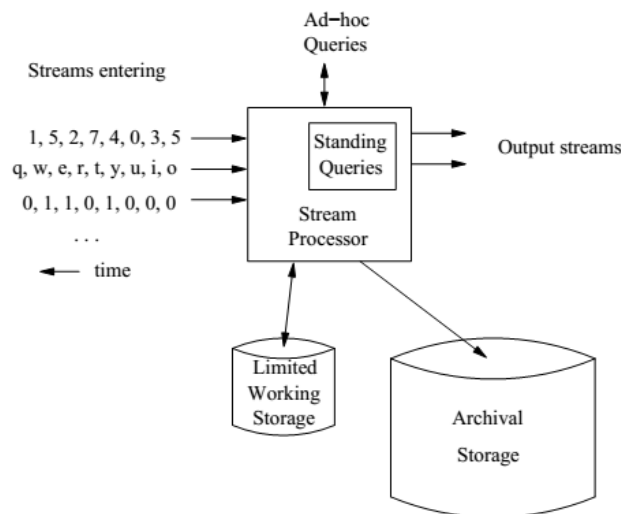 Ad-hoc
Queries
Streams entering
1, 5, 2, 7, 4, 0, 3, 5
q, w, e, r, t, y, u, i, o
0, 1, 1, 0, 1, 0, 0, 0
. . .
time
Standing
Queries
Stream
Processor
Output streams
Limited
Working
Storage
Archival
Storage